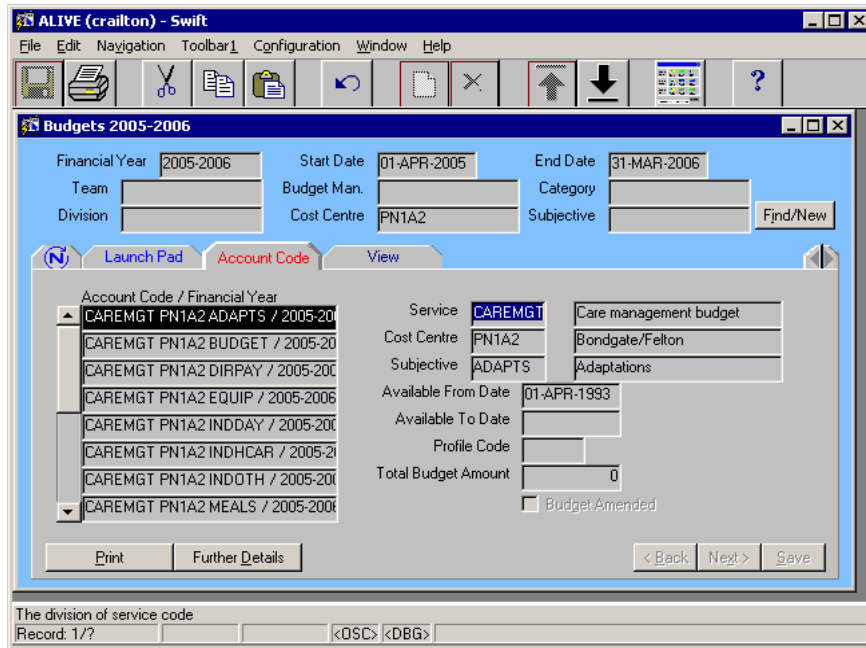 ALIVE (crailton) - Swift
File Edit Navigation Toolbar1 Configuration Window Help
?
Budgets 2005-2006
Financial Year 2005-2006 Start Date 01-APR-2005 End Date 31-MAR-2006
Team Budget Man. Category
Division Cost Centre PN1A2 Subjective Find/New
N Launch Pad Account Code View
Account Code / Financial Year
CAREMGT PN1A2 ADAPTS / 2005-200
CAREMGT PN1A2 BUDGET / 2005-20
CAREMGT PN1A2 DIRPAY / 2005-200
CAREMGT PN1A2 EQUIP / 2005-2006
CAREMGT PN1A2 INDDAY / 2005-200
CAREMGT PN1A2 INDHCAR / 2005-2
CAREMGT PN1A2 INDOTH / 2005-200
CAREMGT PN1A2 MEALS / 2005-2006
Service CAREMGT Care management budget
Cost Centre PN1A2 Bondgate/Felton
Subjective ADAPTS Adaptations
Available From Date 01-APR-1993
Available To Date
Profile Code
Total Budget Amount 0
Budget Amended
Print Further Details < Back Next > Save
The division of service code
Record: 1/? <OSC> <DBG>